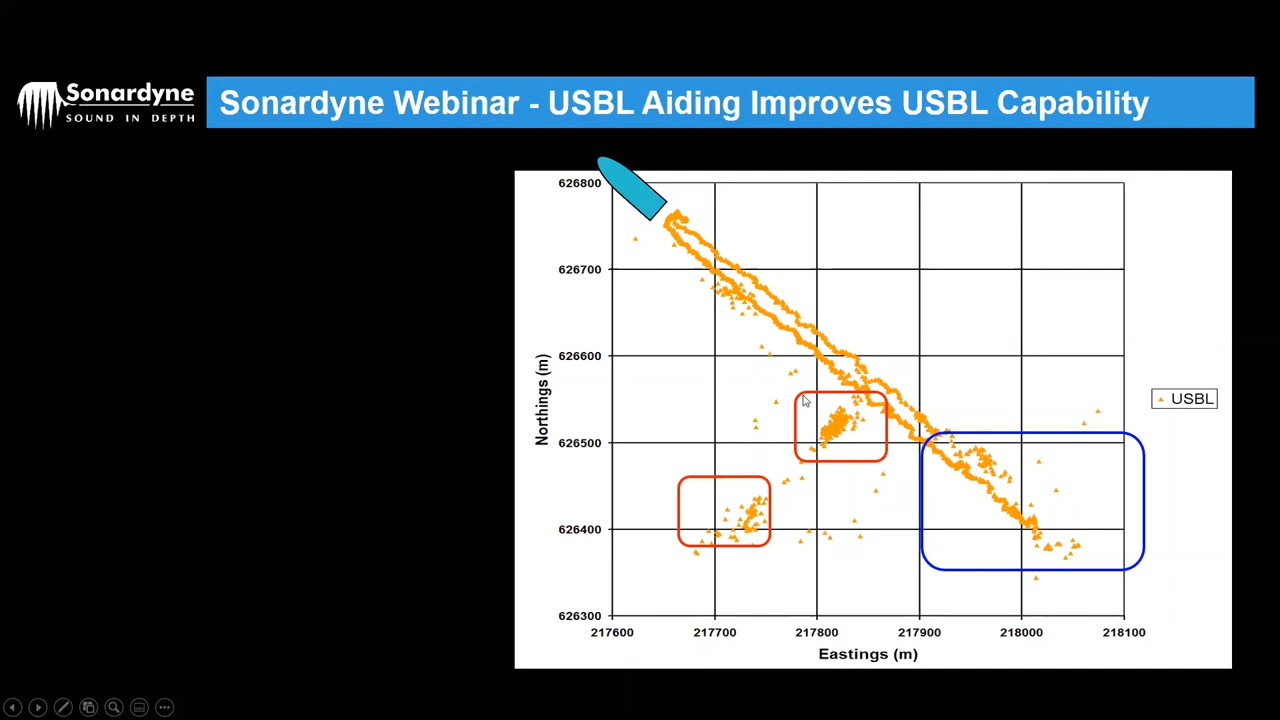 Sonardyne
SOUND IN DEPTH
Sonardyne Webinar - USBL Aiding Improves USBL Capability
626800
626700
626600
626500
626400
626300
Northings (m)
217600 217700 217800 217900 218000 218100
Eastings (m)
USBL